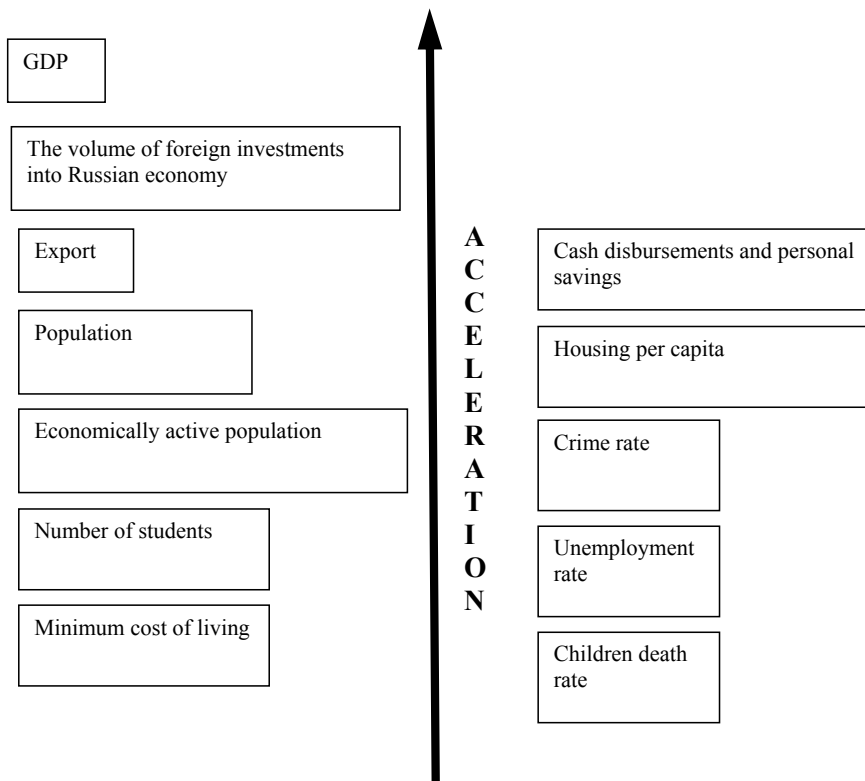 GDP
The volume of foreign investments
into Russian economy
Export
Population
Economically active population
Number of students
Minimum cost of living
ACCELERATION
Cash disbursements and personal
savings
Housing per capita
Crime rate
Unemployment
rate
Children death
rate